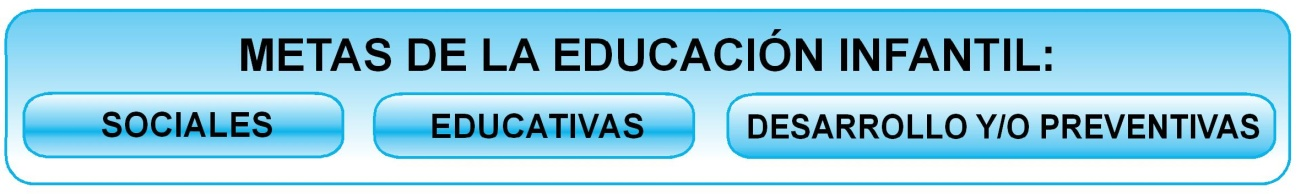 METAS DE LA EDUCACIÓN INFANTIL:
SOCIALES
EDUCATIVAS
DESARROLLO Y/O PREVENTIVAS